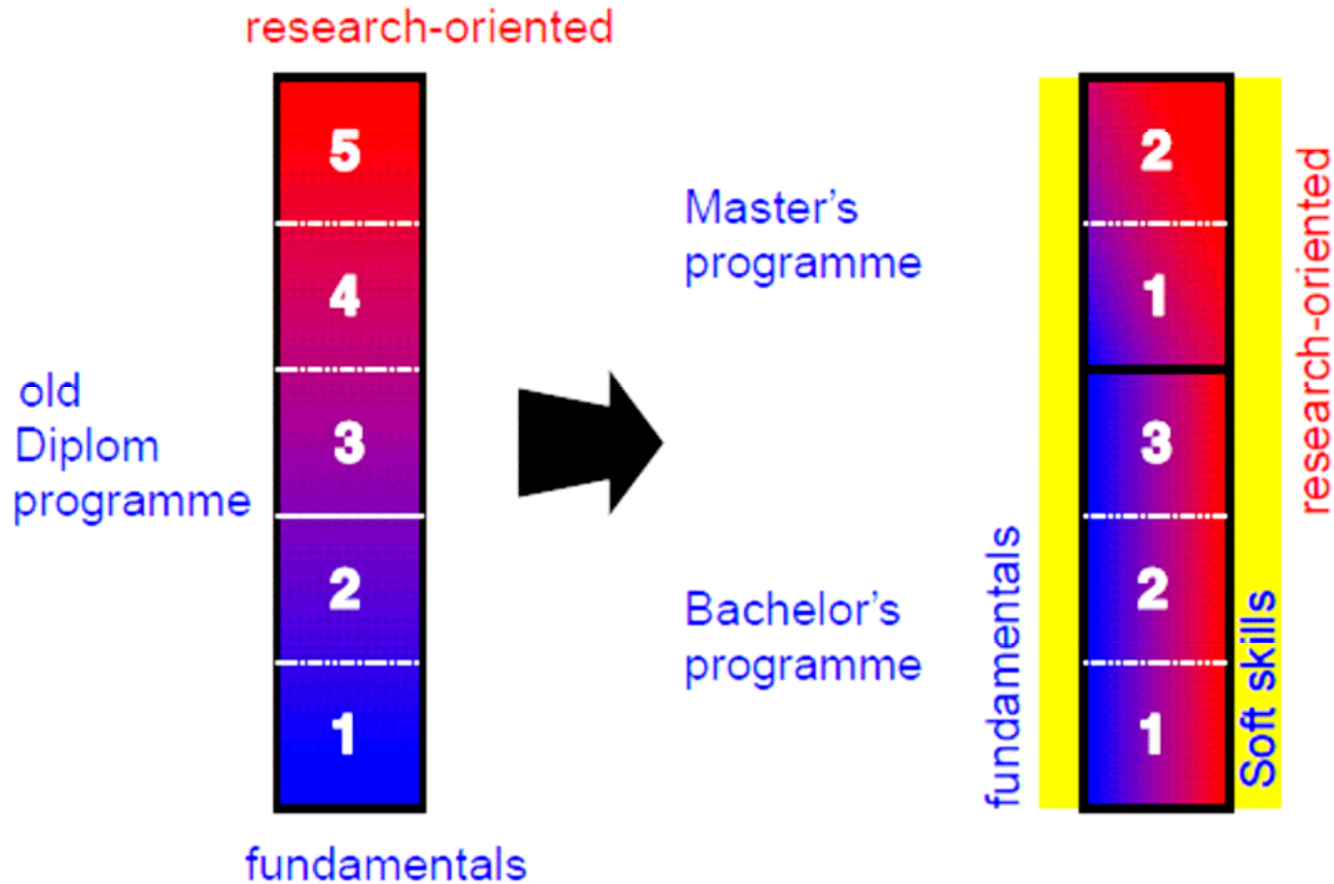 research-oriented
5
4
3
2
1
old
Diplom
programme
fundamentals
Master's
programme
Bachelor's
programme
2
1
3
2
1
fundamentals
Soft skills
research-oriented